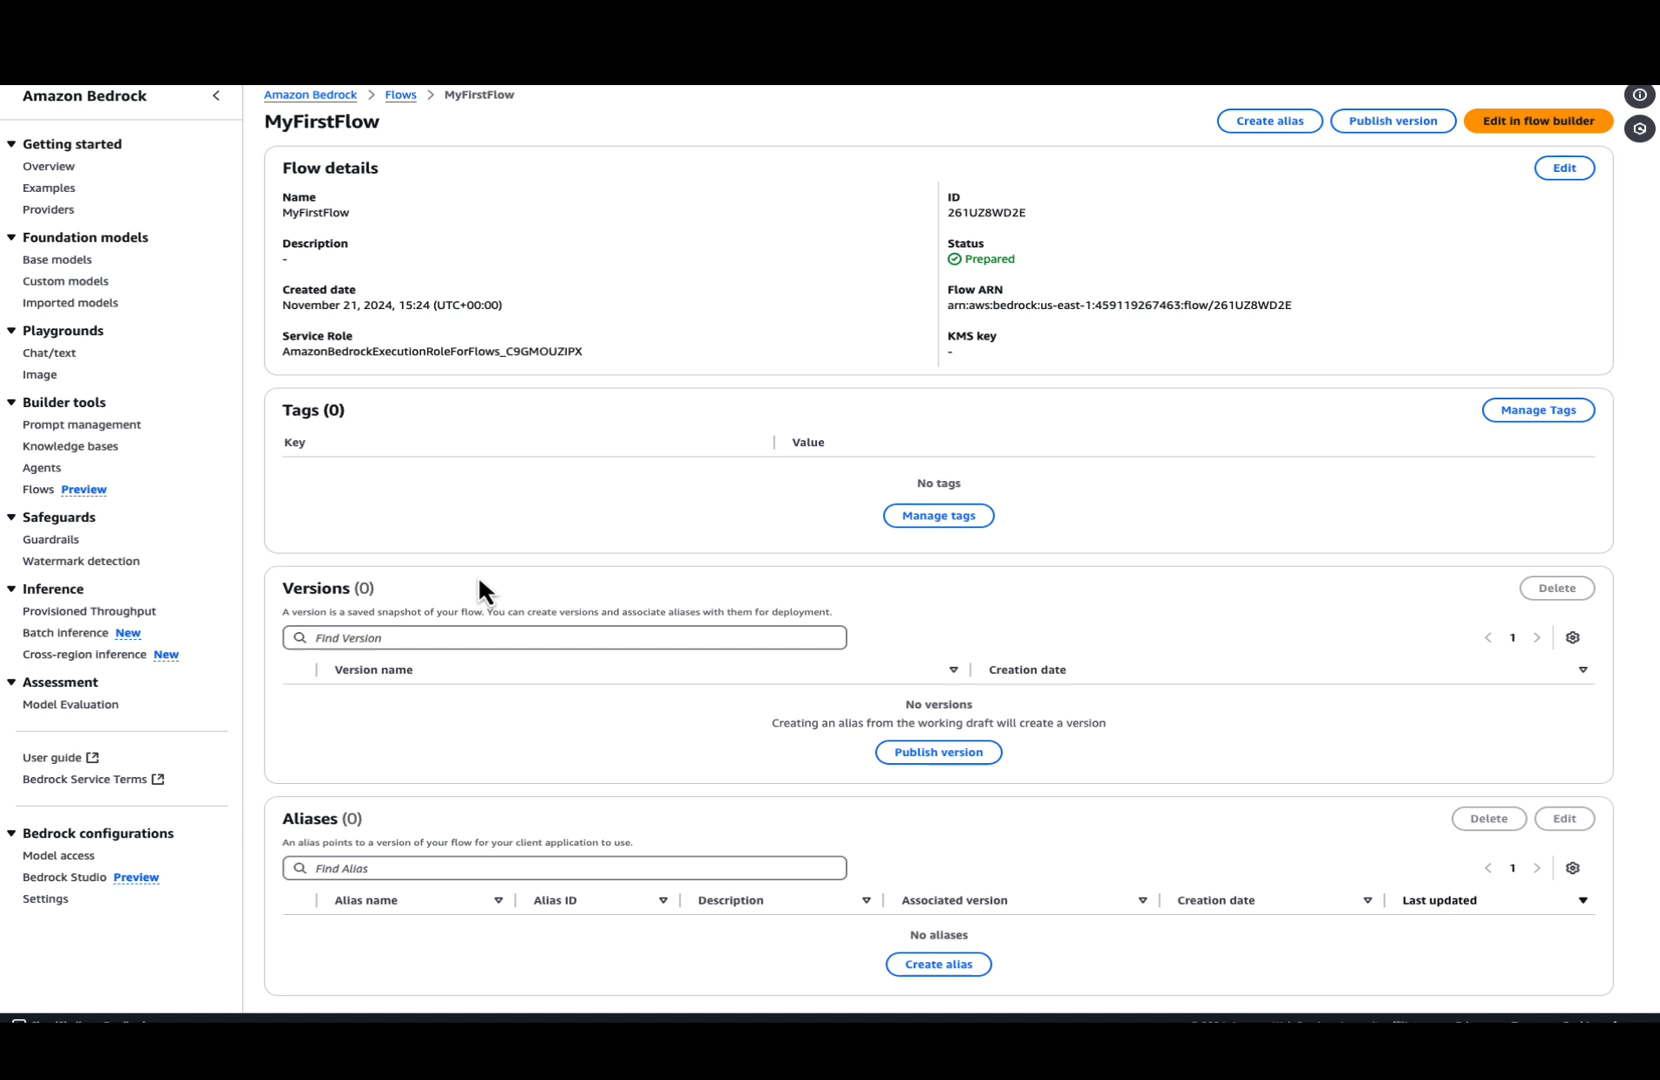 Amazon Bedrock
Amazon Bedrock > Flows > MyFirstFlow
MyFirstFlow
Create alias
Publish version
Edit in flow builder
Getting started
Overview
Examples
Providers
Foundation models
Base models
Custom models
Imported models
Playgrounds
Chat/text
Image
Builder tools
Prompt management
Knowledge bases
Agents
Flows Preview
Safeguards
Guardrails
Watermark detection
Inference
Provisioned Throughput
Batch inference New
Cross-region inference New
Assessment
Model Evaluation
User guide
Bedrock Service Terms
Bedrock configurations
Model access
Bedrock Studio Preview
Settings
Flow details
Edit
Name
MyFirstFlow
Description
-
Created date
November 21, 2024, 15:24 (UTC+00:00)
Service Role
AmazonBedrockExecutionRoleForFlows_C9GMOUZIPX
ID
261UZ8WD2E
Status
Prepared
Flow ARN
arn:aws:bedrock:us-east-1:459119267463:flow/261UZ8WD2E
KMS key
-
Tags (0)
Manage Tags
Key Value
No tags
Manage tags
Versions (0)
Delete
A version is a saved snapshot of your flow. You can create versions and associate aliases with them for deployment.
Find Version
1
Version name Creation date
No versions
Creating an alias from the working draft will create a version
Publish version
Aliases (0)
Delete Edit
An alias points to a version of your flow for your client application to use.
Find Alias
1
Alias name Alias ID Description Associated version Creation date Last updated
No aliases
Create alias